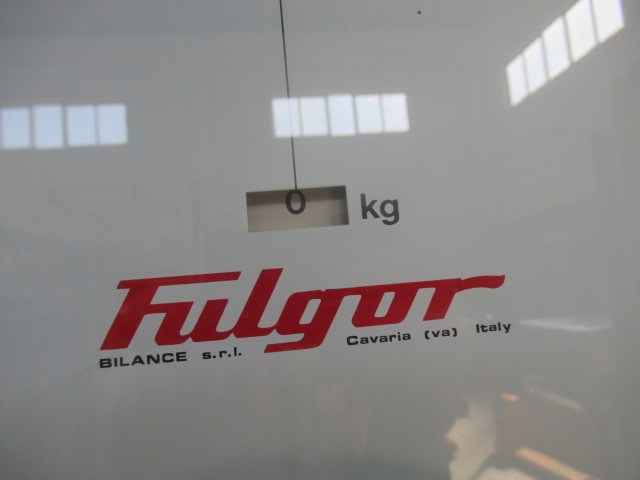 0 kg
Fulgor
BILANCE s.r.l. Cavaria (va) Italy